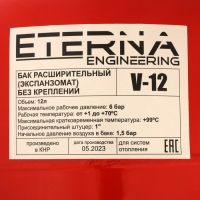 ETERNA
ENGINEERING
БАК РАСШИРИТЕЛЬНЫЙ
(ЭКСПАНЗОМАТ)
БЕЗ КРЕПЛЕНИЙ
V-12
Объем: 12л
Максимальное рабочее давление: 6 бар
Рабочая температура: от +1 до +70°С
Максимальная кратковременная температура: +99°С
Присоединительный штуцер: 1"
Начальное давление воздуха в баке: 1,5 бар
произведено в КНР
дата производства: 05.2023
для систем отопления
ЕАС